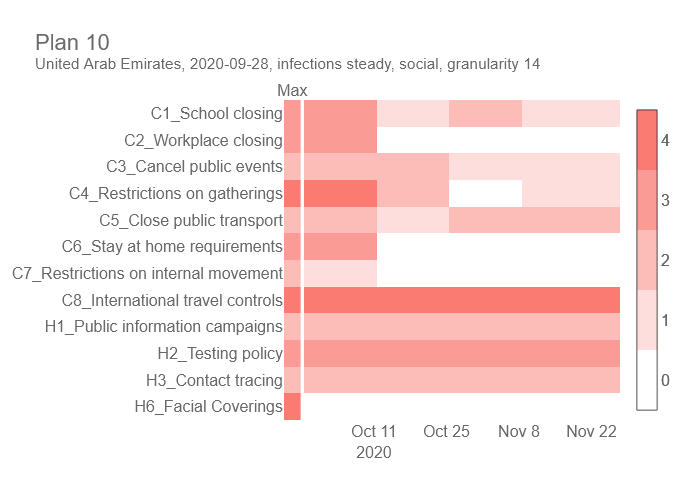 Plan 10
United Arab Emirates, 2020-09-28, infections steady, social, granularity 14
Max
C1_School closing
C2_Workplace closing
C3_Cancel public events
C4_Restrictions on gatherings
C5_Close public transport
C6_Stay at home requirements
C7_Restrictions on internal movement
C8_International travel controls
H1_Public information campaigns
H2_Testing policy
H3_Contact tracing
H6_Facial Coverings
4
3
2
1
0
Oct 11 Oct 25 Nov 8 Nov 22
2020